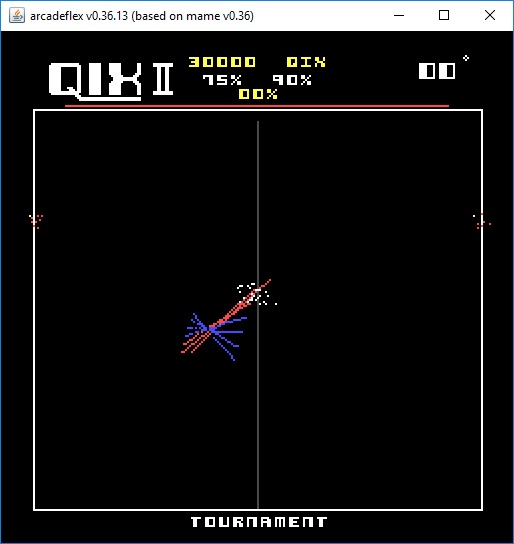 arcadeflex v0.36.13 (based on mame v0.36)
QIX II 30000 QIX 00
75% 90%
00%
TOURNAMENT